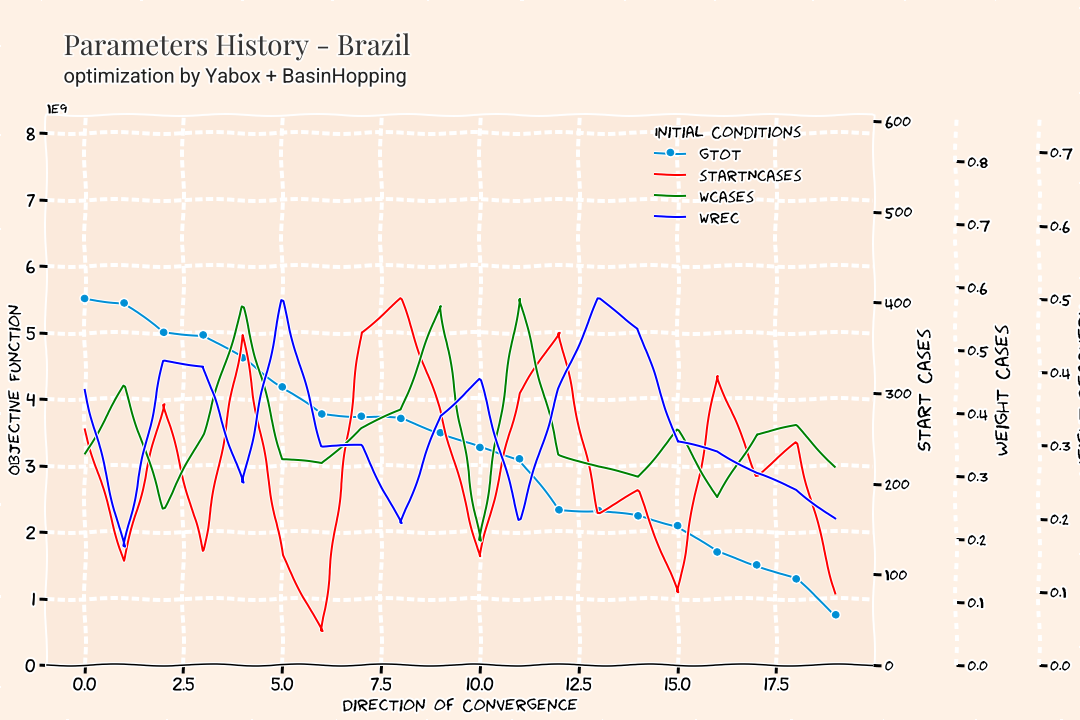 Parameters History - Brazil
optimization by Yabox + BasinHopping
1E9
INITIAL CONDITIONS
GTOT
STARTNCASES
WCASES
WREC
OBJECTIVE FUNCTION
8
7
6
5
4
3
2
1
0
0.0 2.5 5.0 7.5 10.0 12.5 15.0 17.5
DIRECTION OF CONVERGENCE
600
500
400
300
200
100
0
START CASES
0.8
0.7
0.6
0.5
0.4
0.3
0.2
0.1
0.0
WEIGHT CASES
0.7
0.6
0.5
0.4
0.3
0.2
0.1
0.0